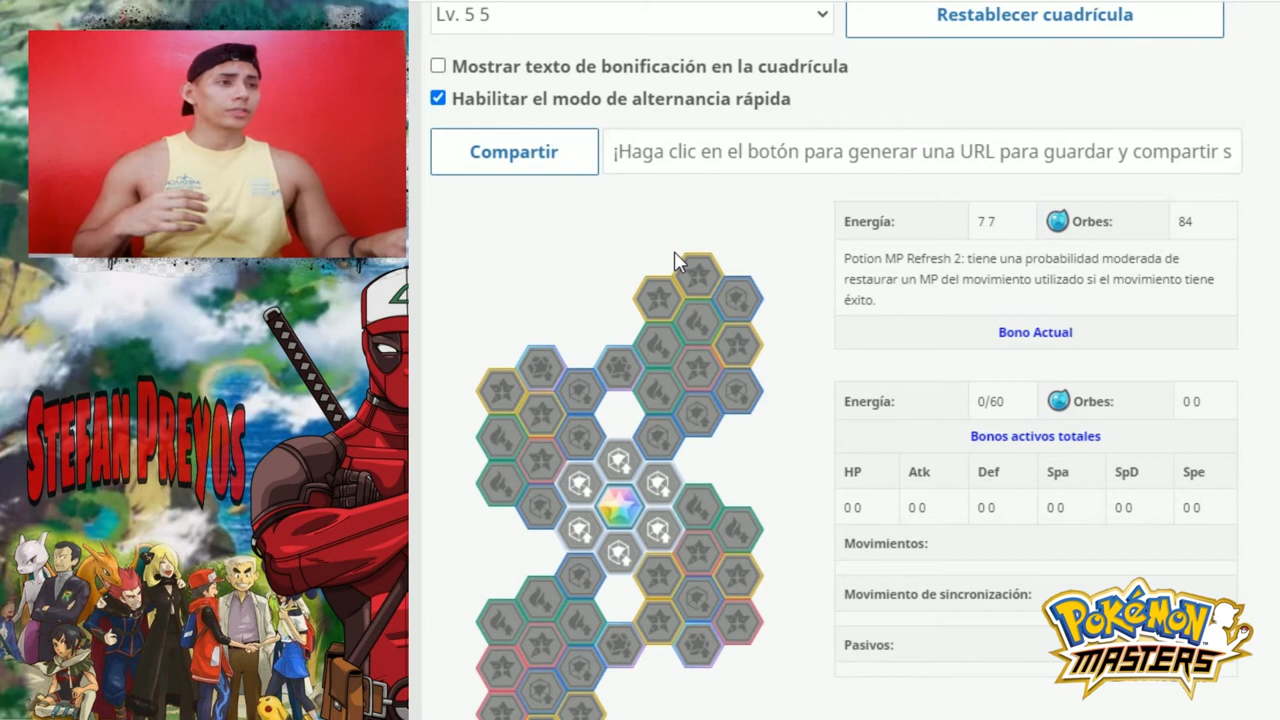 Lv. 5 5
Restablecer cuadrícula
Mostrar texto de bonificación en la cuadrícula
Habilitar el modo de alternancia rápida
Compartir
¡Haga clic en el botón para generar una URL para guardar y compartir s
Energía: 7 7 Orbes: 84
Potion MP Refresh 2: tiene una probabilidad moderada de
restaurar un MP del movimiento utilizado si el movimiento tiene
éxito.
Bono Actual
Energía: 0/60 Orbes: 0 0
Bonos activos totales
HP Atk Def Spa SpD Spe
0 0 0 0 0 0 0 0 0 0 0 0
Movimientos:
Movimiento de sincronización:
Pasivos:
STEFAN PREYOS
POKéMON
MASTERS